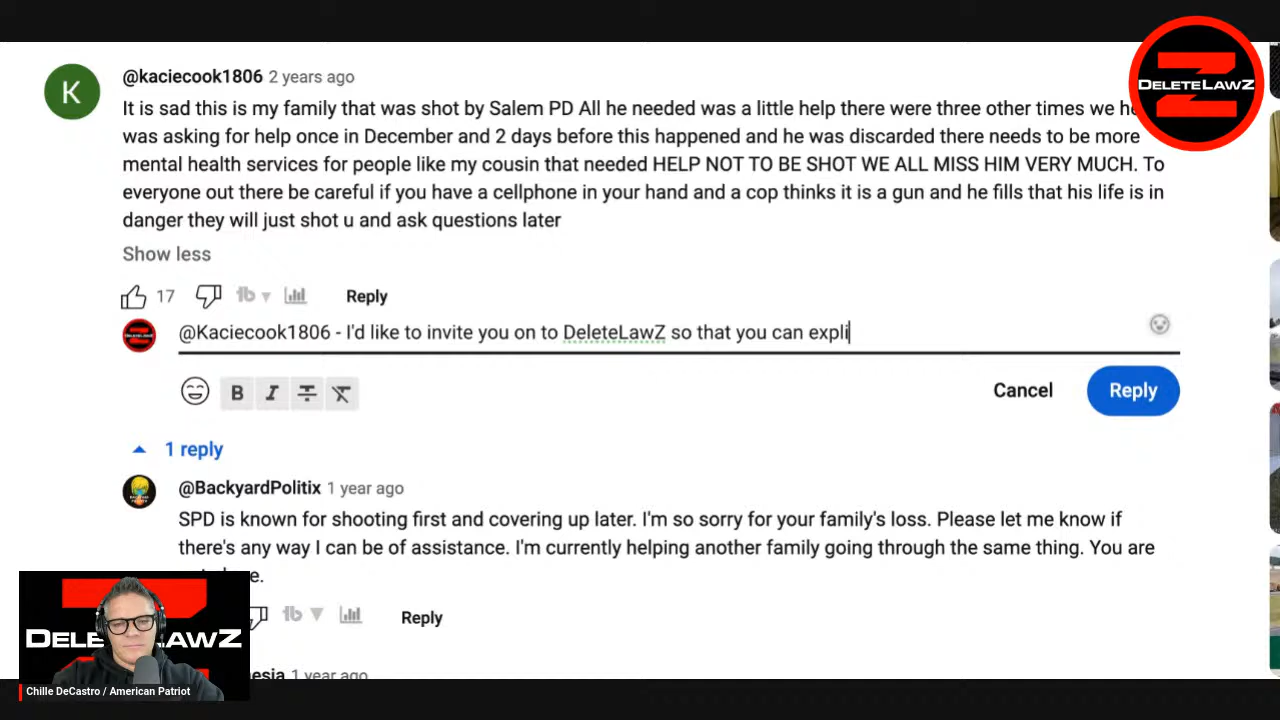 @kaciecook1806 2 years ago
DELETELAWZ
It is sad this is my family that was shot by Salem PD All he needed was a little help there were three other times we
was asking for help once in December and 2 days before this happened and he was discarded there needs to be more
mental health services for people like my cousin that needed HELP NOT TO BE SHOT WE ALL MISS HIM VERY MUCH. To
everyone out there be careful if you have a cellphone in your hand and a cop thinks it is a gun and he fills that his life is in
danger they will just shot u and ask questions later
Show less
17 Reply
@Kaciecook1806 - I'd like to invite you on to DeleteLawZ so that you can expli
B I T
Cancel Reply
1 reply
@BackyardPolitix 1 year ago
SPD is known for shooting first and covering up later. I'm so sorry for your family's loss. Please let me know if
there's any way I can be of assistance. I'm currently helping another family going through the same thing. You are
Reply
1 year ago
Chille DeCastro / American Patriot